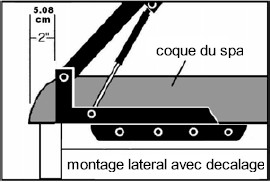 5.08
cm
2"
coque du spa
montage lateral avec decalage